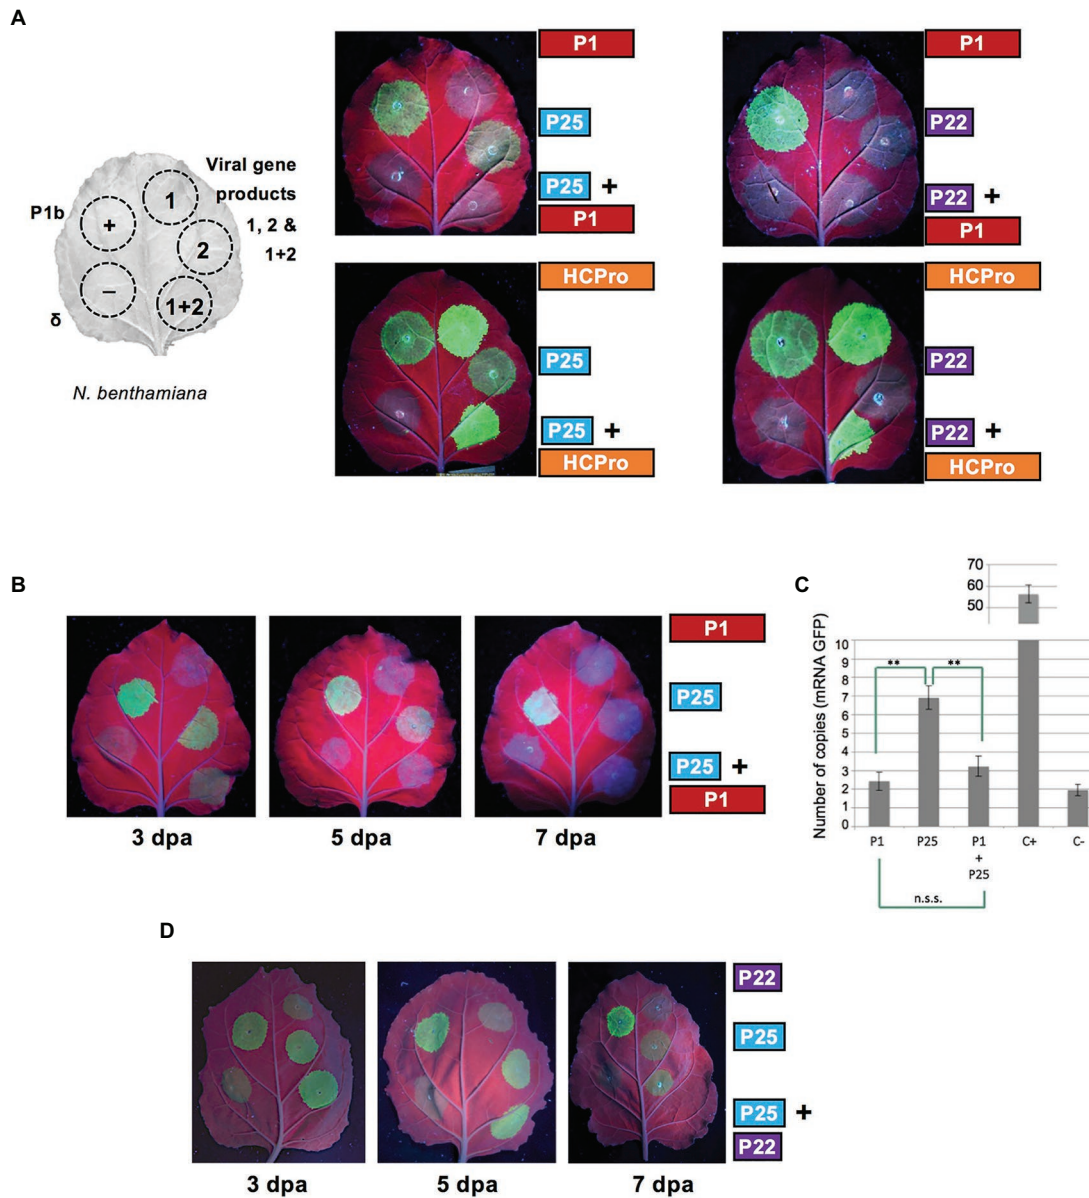 A
Viral gene
products
1, 2 &
1+2
P1b
+
1
2
–
1+2
δ
N. benthamiana
P1
P25
P25 +
P1
P1
P22
P22 +
P1
HCPro
P25
P25 +
HCPro
HCPro
P22
P22 +
HCPro
B
P1
P25
P25 +
P1
3 dpa
5 dpa
7 dpa
C
Number of copies (mRNA GFP)
70
60
50
10
9
8
7
6
5
4
3
2
1
0
**
**
P1
P25
P1
+
P25
C+
C-
n.s.s.
D
P22
P25
P25 +
P22
3 dpa
5 dpa
7 dpa